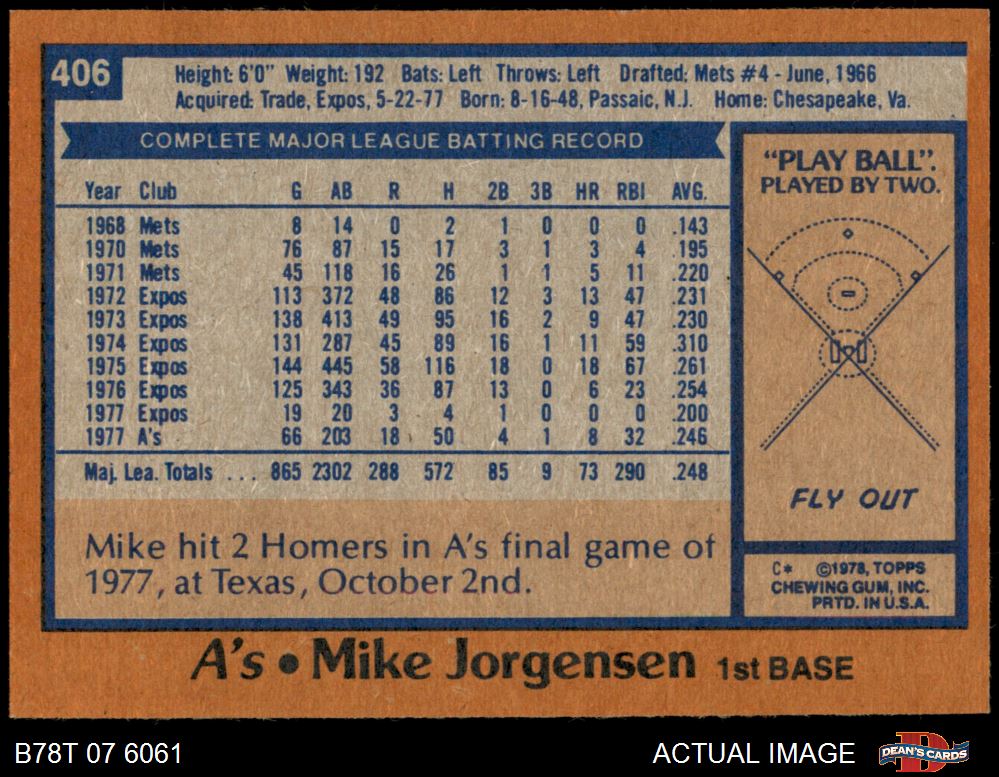 406
Height: 6'0" Weight: 192 Bats: Left Throws: Left Drafted: Mets #4 - June, 1966
Acquired: Trade, Expos, 5-22-77 Born: 8-16-48, Passaic, N.J. Home: Chesapeake, Va.
COMPLETE MAJOR LEAGUE BATTING RECORD
Year Club G AB R H 2B 3B HR RBI AVG.
1968 Mets 8 14 0 2 1 0 0 0 .143
1970 Mets 76 87 15 17 3 1 3 4 .195
1971 Mets 45 118 16 26 1 1 5 11 .220
1972 Expos 113 372 48 86 12 3 13 47 .231
1973 Expos 138 413 49 95 16 2 9 47 .230
1974 Expos 131 287 45 89 16 1 11 59 .310
1975 Expos 144 445 58 116 18 0 18 67 .261
1976 Expos 125 343 36 87 13 0 6 23 .254
1977 Expos 19 20 3 4 1 0 0 0 .200
1977 A's 66 203 18 50 4 1 8 32 .246
Maj. Lea. Totals ... 865 2302 288 572 85 9 73 290 .248
Mike hit 2 Homers in A's final game of
1977, at Texas, October 2nd.
"PLAY BALL".
PLAYED BY TWO.
FLY OUT
C* ©1978, TOPPS
CHEWING GUM, INC.
PRTD. IN U.S.A.
A's • Mike Jorgensen 1st BASE
B78T 07 6061
ACTUAL IMAGE
D
DEAN'S CARDS